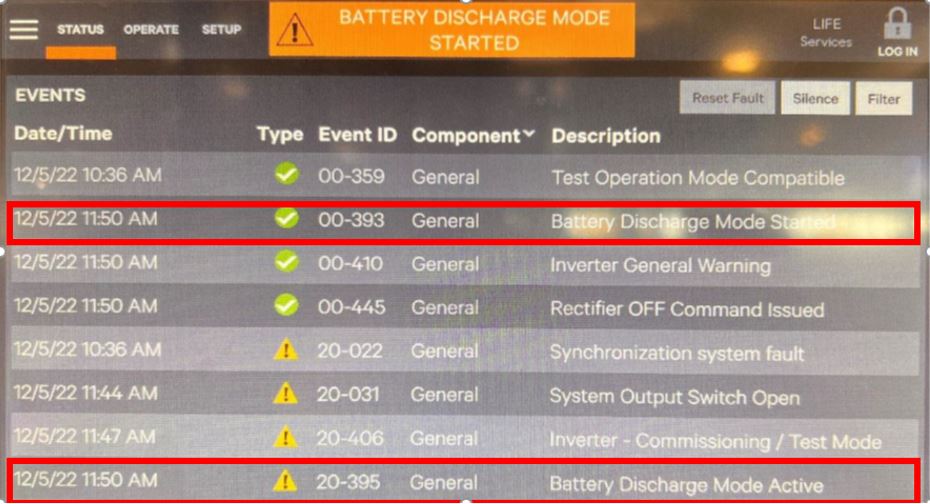 STATUS OPERATE SETUP
BATTERY DISCHARGE MODE
STARTED
LIFE
Services
LOG IN
EVENTS
Reset Fault Silence Filter
Date/Time Type Event ID Component Description
12/5/22 10:36 AM 00-359 General Test Operation Mode Compatible
12/5/22 11:50 AM 00-393 General Battery Discharge Mode Started
12/5/22 11:50 AM 00-410 General Inverter General Warning
12/5/22 11:50 AM 00-445 General Rectifier OFF Command Issued
12/5/22 10:36 AM 20-022 General Synchronization system fault
12/5/22 11:44 AM 20-031 General System Output Switch Open
12/5/22 11:47 AM 20-406 General Inverter - Commissioning / Test Mode
12/5/22 11:50 AM 20-395 General Battery Discharge Mode Active